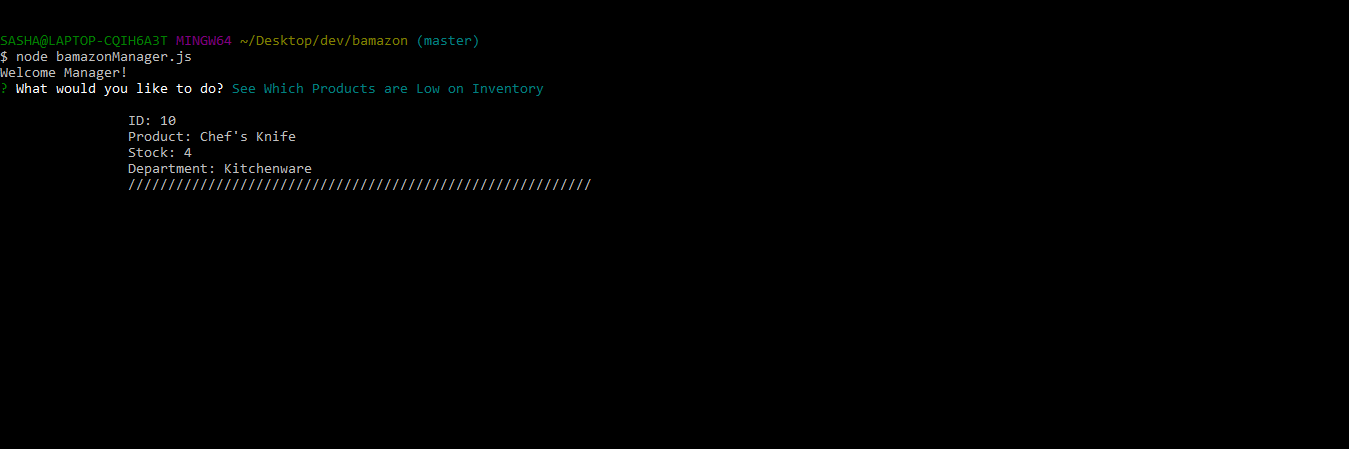 SASHA@LAPTOP-CQIH6A3T MINGW64 ~/Desktop/dev/bamazon (master)
$ node bamazonManager.js
Welcome Manager!
? What would you like to do? See Which Products are Low on Inventory
ID: 10
Product: Chef's Knife
Stock: 4
Department: Kitchenware
//////////////////////////////////////////////////////////